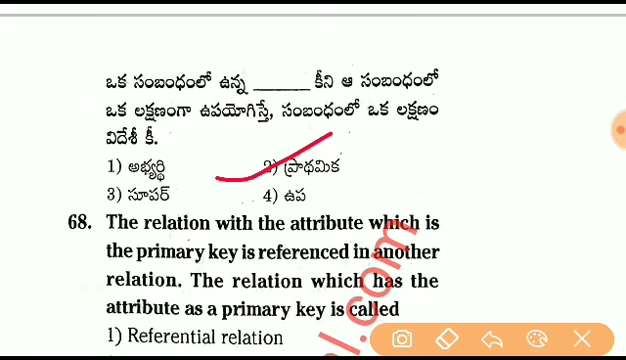 ఒక సంబంధంలో ఉన్న ______ కీని ఆ సంబంధంలో
ఒక లక్షణంగా ఉపయోగిస్తే, సంబంధంలో ఒక లక్షణం
విదేశీ కీ.
1) అభ్యర్థి 2) ప్రాథమిక
3) సూపర్ 4) ఉప
68. The relation with the attribute which is
the primary key is referenced in another
relation. The relation which has the
attribute as a primary key is called
1) Referential relation
l.com